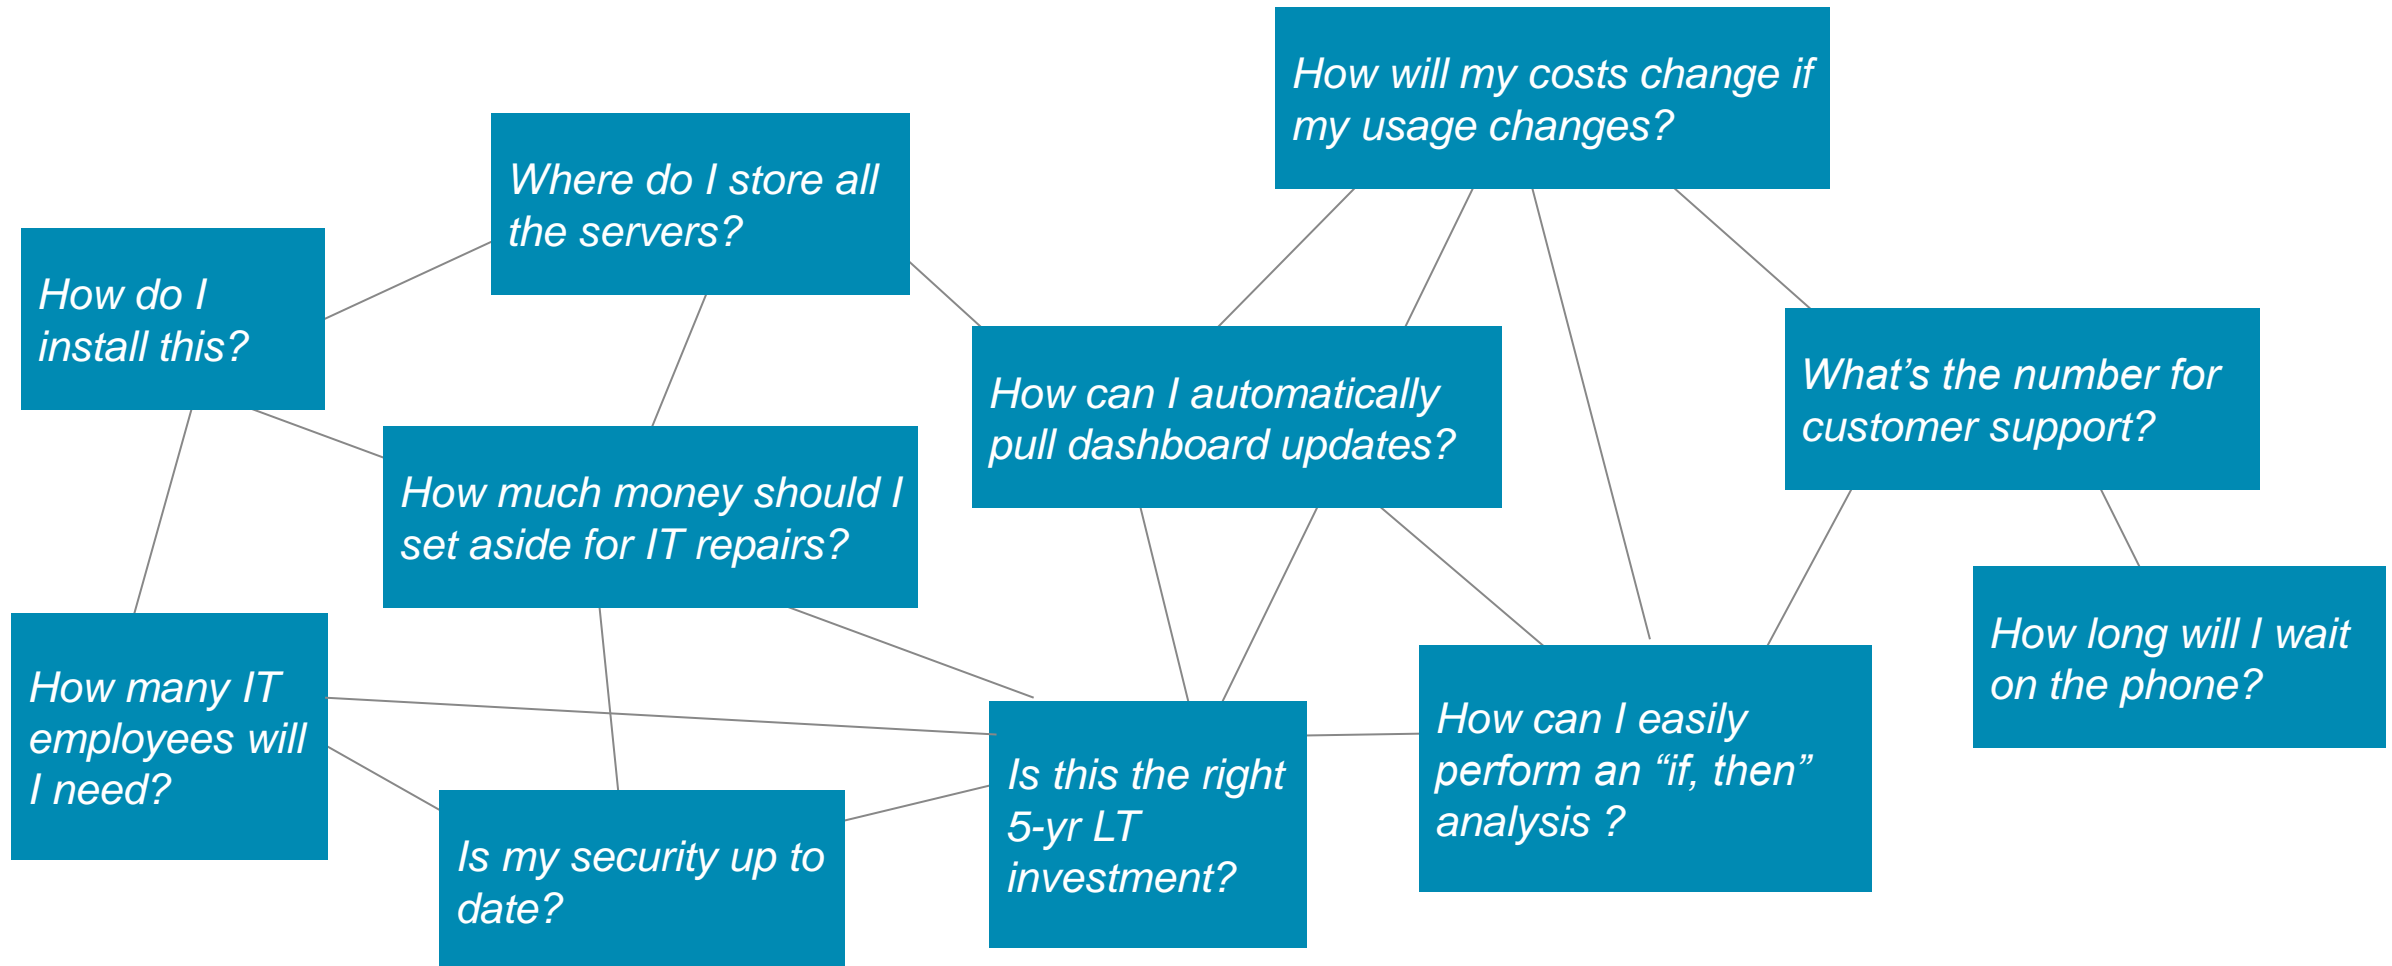 How will my costs change if
my usage changes?
Where do I store all
the servers?
How do I
install this?
How can I automatically
pull dashboard updates?
What’s the number for
customer support?
How much money should I
set aside for IT repairs?
How long will I wait
on the phone?
How many IT
employees will
I need?
How can I easily
perform an “if, then”
analysis ?
Is this the right
5-yr LT
investment?
Is my security up to
date?